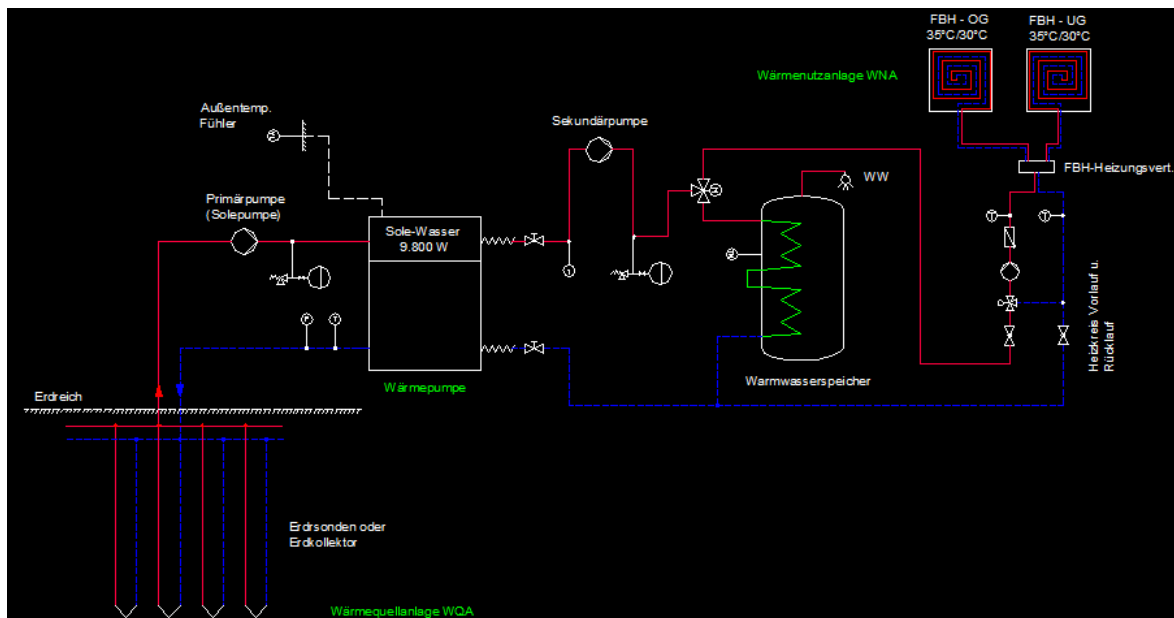 FBH - OG
35°C/30°C
FBH - UG
35°C/30°C
Wärmenutzanlage WNA
Außentemp.
Fühler
Sekundärpumpe
FBH-Heizungsvert.
WW
Primärpumpe
(Solepumpe)
Sole-Wasser
9.800 W
T
T
P
T
Heizkreis Vorlauf u.
Rücklauf
Wärmepumpe
Warmwasserspeicher
Erdreich
Erdrsonden oder
Erdkollektor
Wärmequellanlage WQA